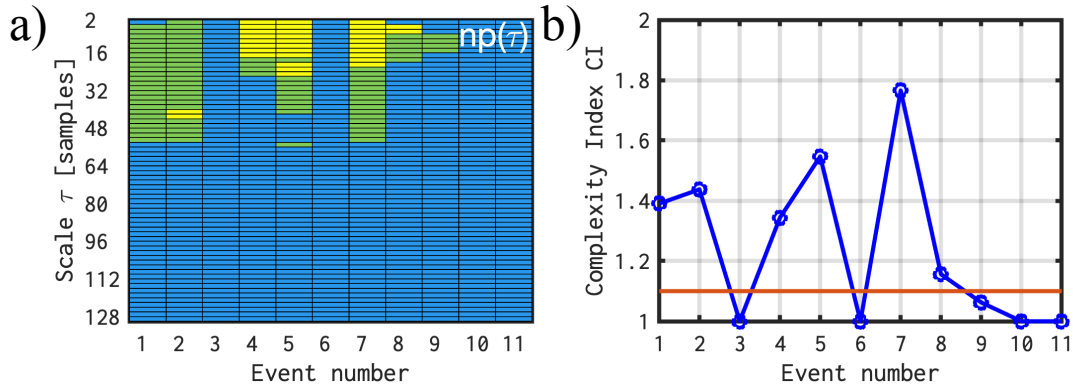 a)
np(τ)
2
16
32
48
64
80
96
112
128
Scale τ [samples]
1 2 3 4 5 6 7 8 9 10 11
Event number
b)
2
1.8
1.6
1.4
1.2
1
Complexity Index CI
1 2 3 4 5 6 7 8 9 10 11
Event number